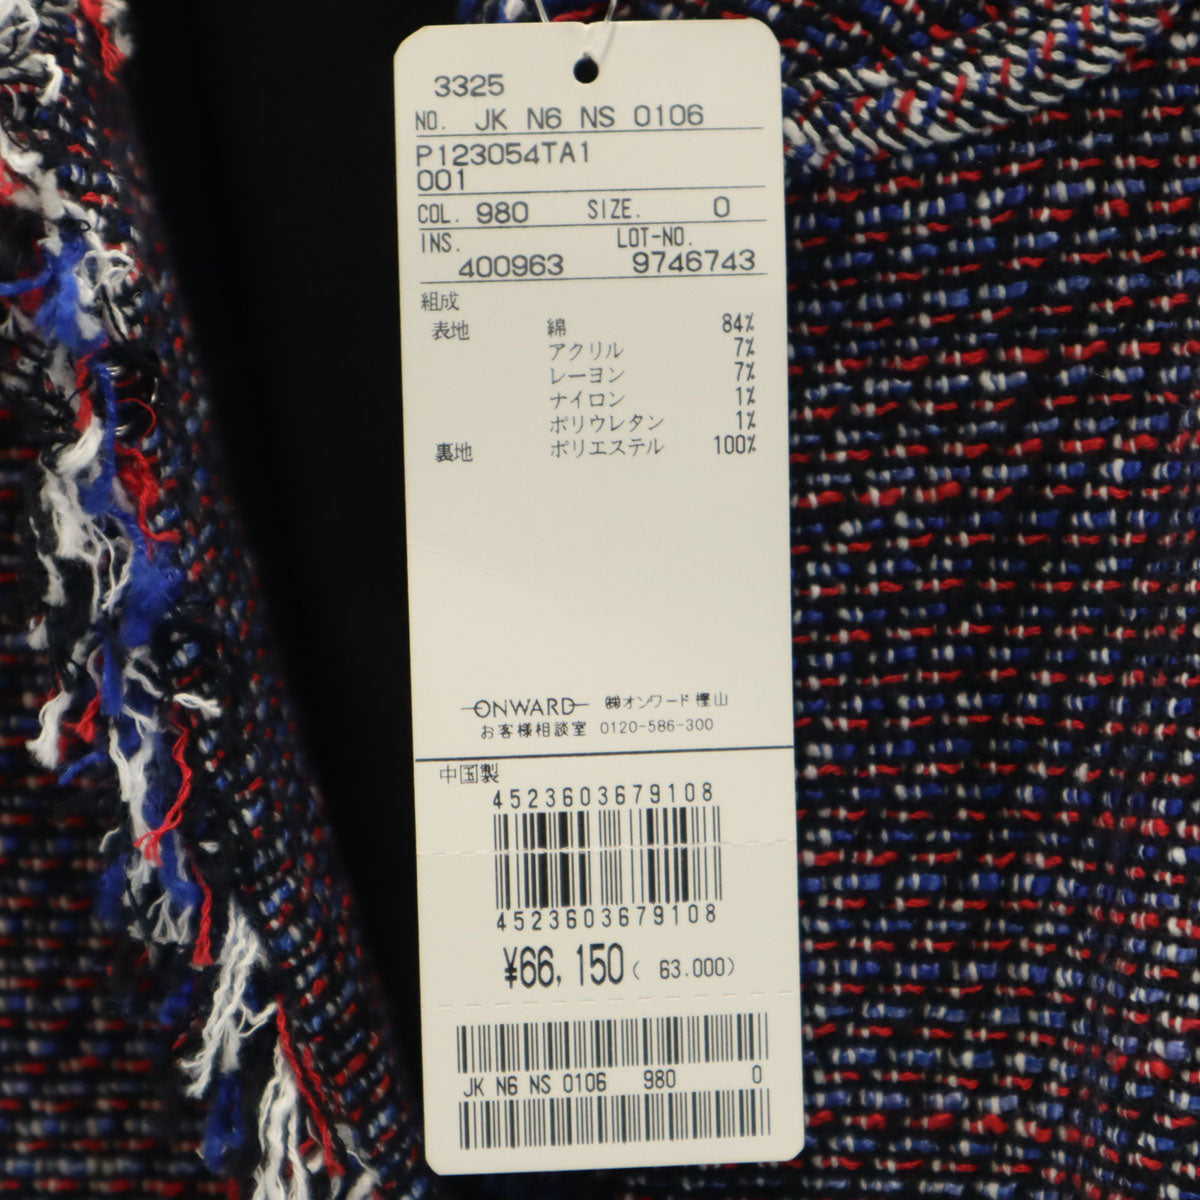 3325
NO. JK N6 NS 0106
P123054TA1
001
COL. 980 SIZE. 0
INS. LOT-NO.
400963 9746743
組成
表地 綿 84%
アクリル 7%
レーヨン 7%
ナイロン 1%
ポリウレタン 1%
裏地 ポリエステル 100%
ONWARD ㈱オンワード樫山
お客様相談室 0120-586-300
中国製
4523603679108
4523603679108
¥66,150( 63.000)
JK N6 NS 0106 980 0